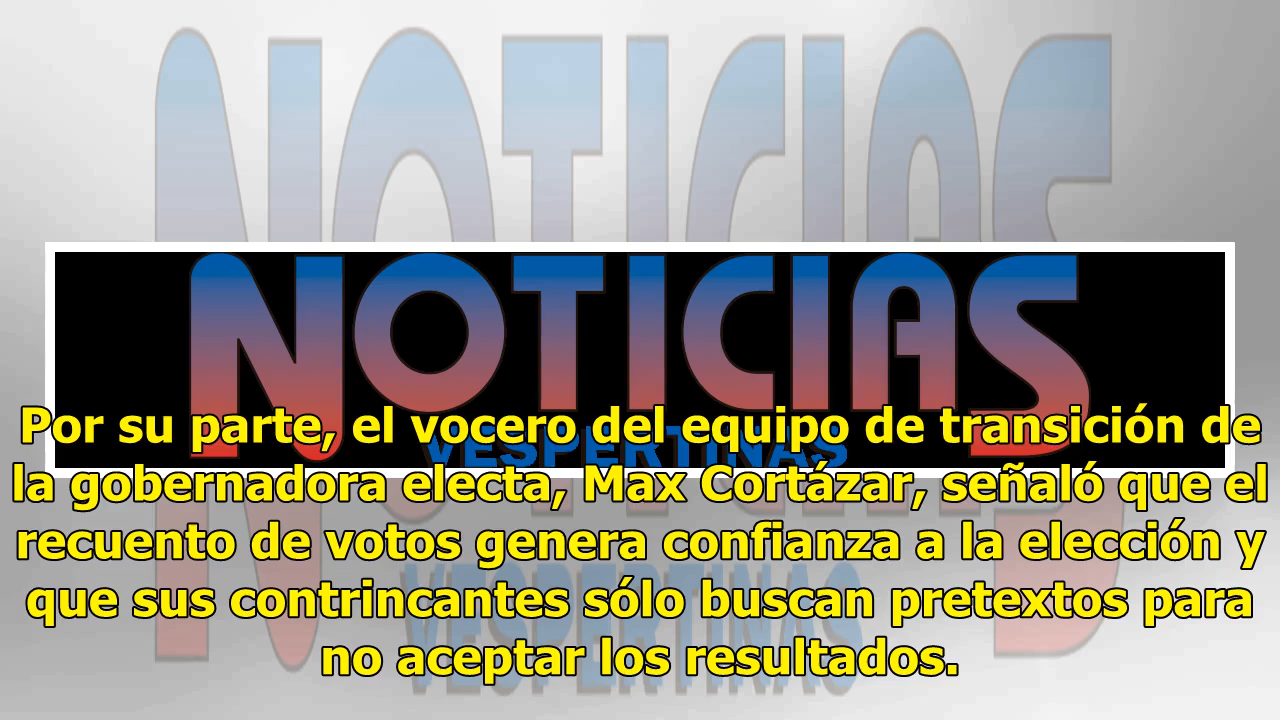 NOTICIAS
VESPERTINAS
NOTICIAS
VESPERTINAS
Por su parte, el vocero del equipo de transición de
la gobernadora electa, Max Cortázar, señaló que el
recuento de votos genera confianza a la elección y
que sus contrincantes sólo buscan pretextos para
no aceptar los resultados.